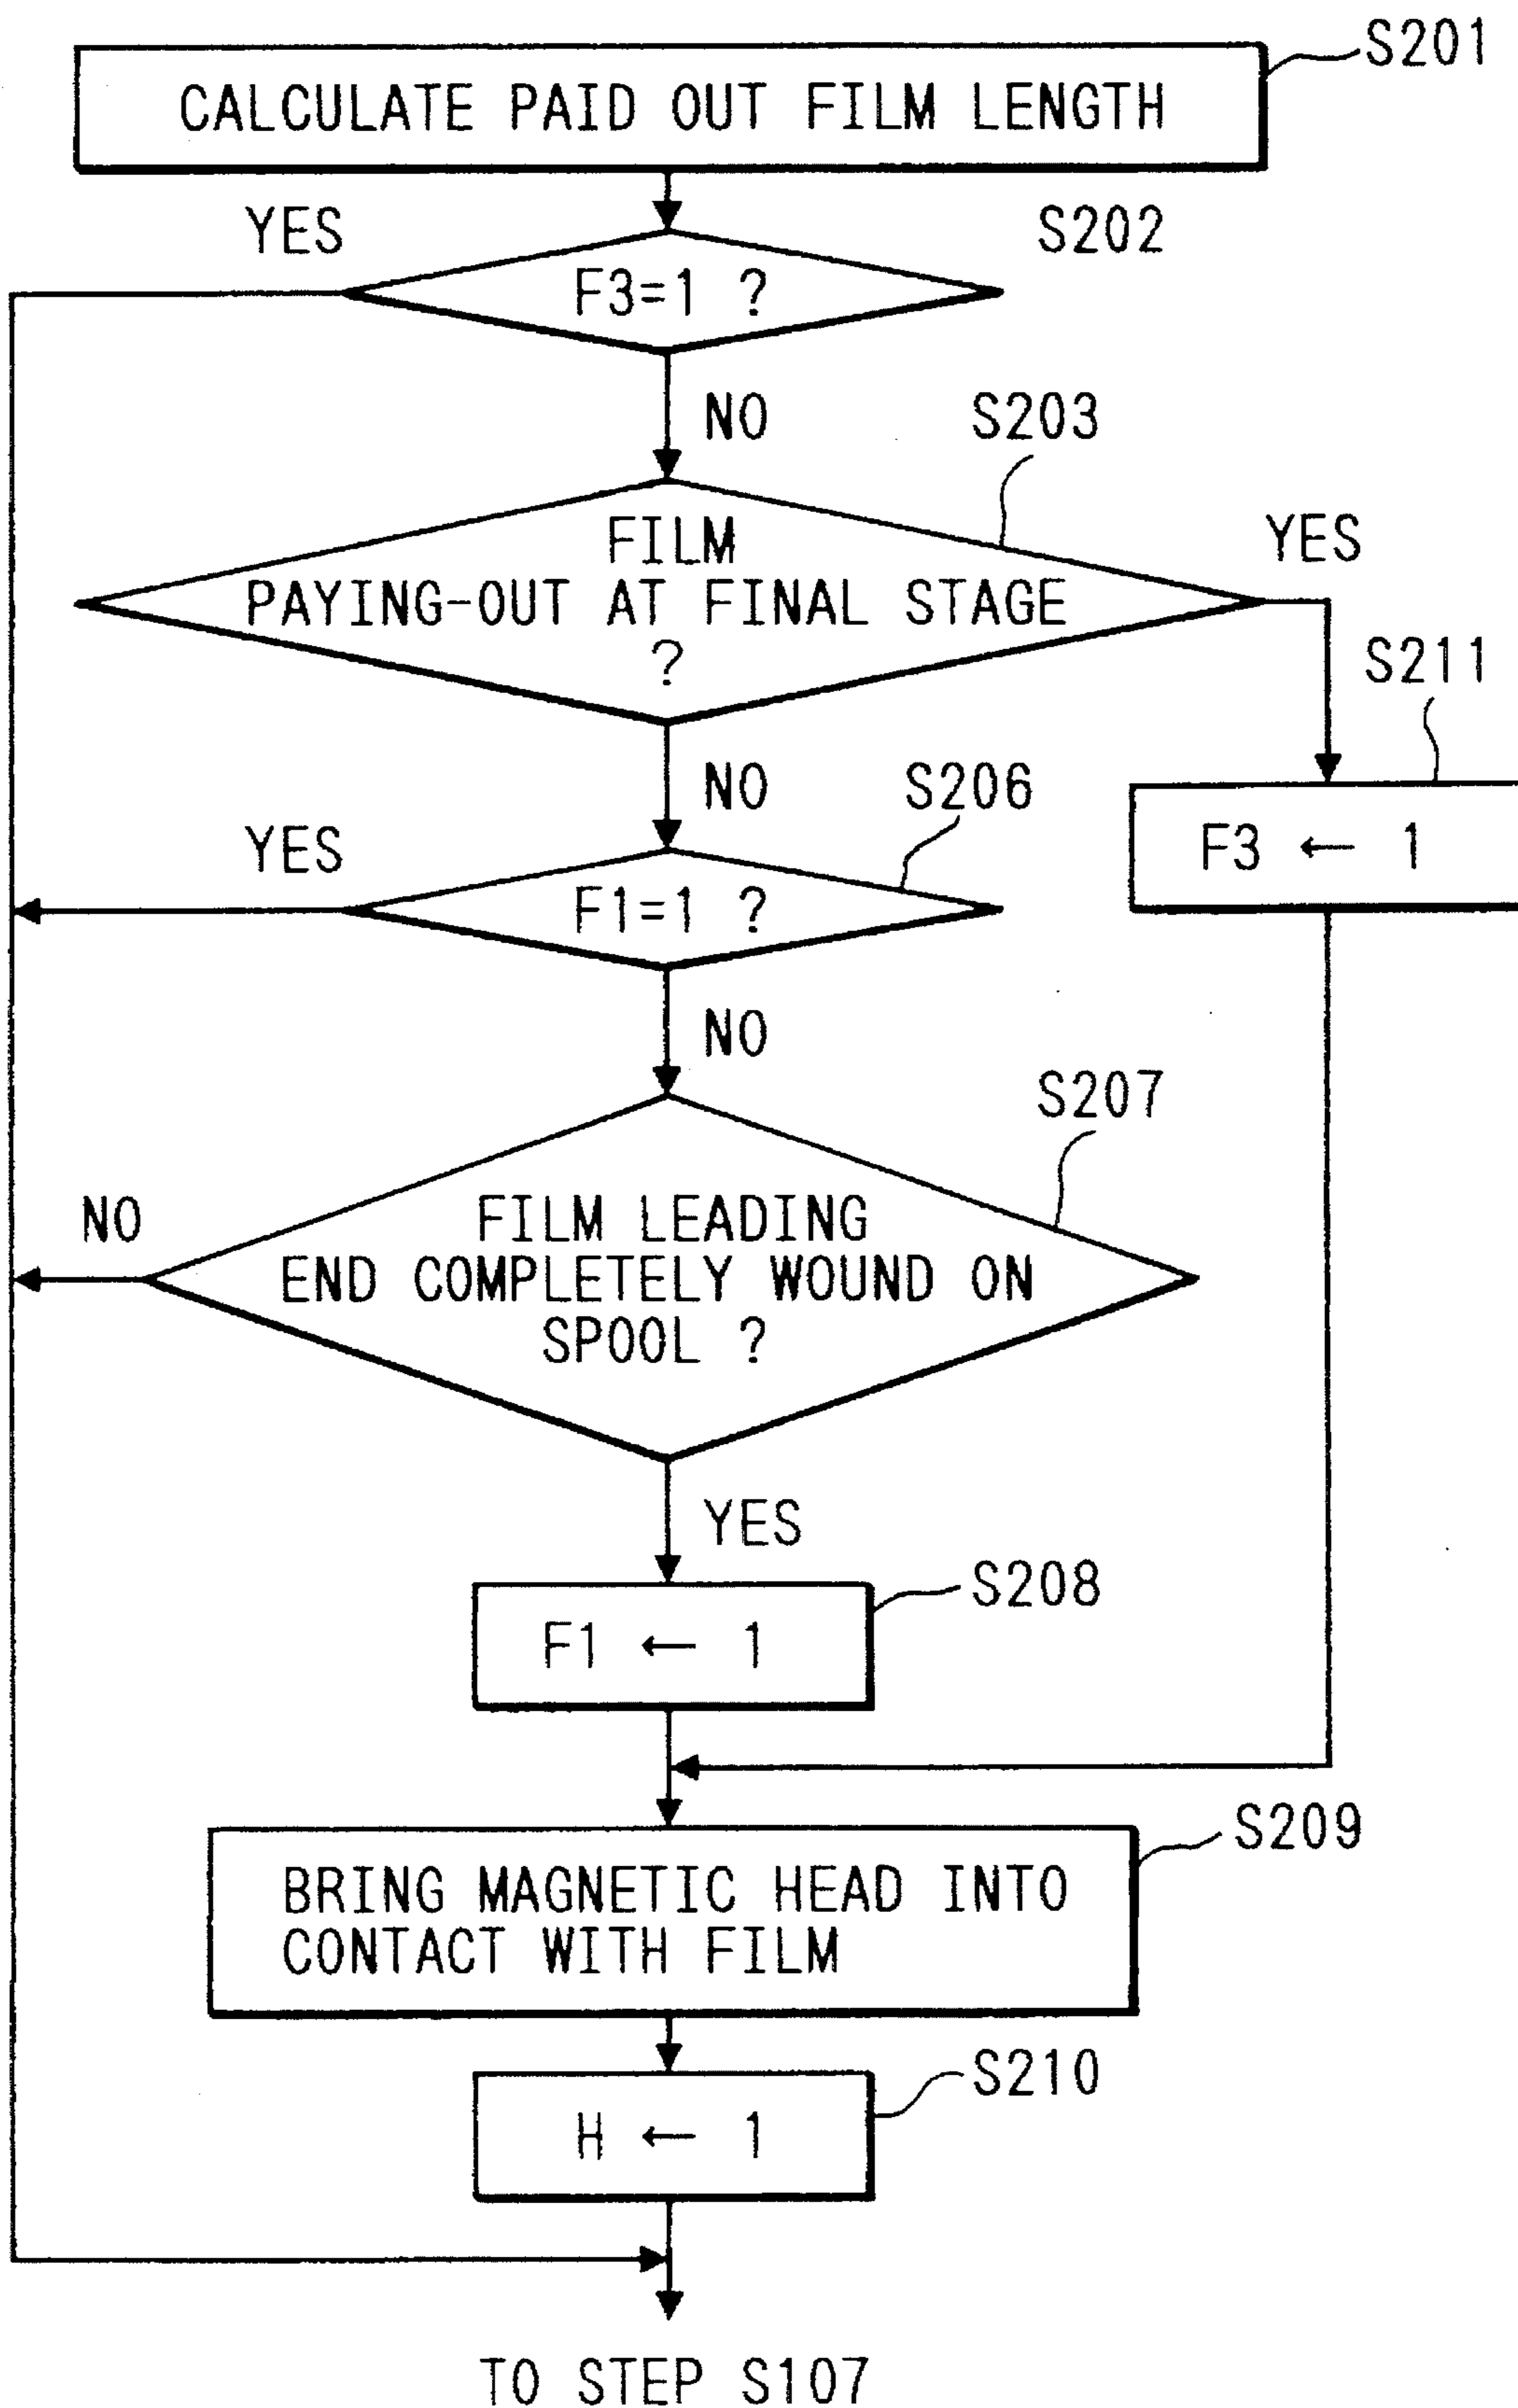 S201
CALCULATE PAID OUT FILM LENGTH
YES
S202
F3=1 ?
NO
S203
FILM
PAYING-OUT AT FINAL STAGE
?
YES
S211
NO
S206
F3 ← 1
YES
F1=1 ?
NO
S207
NO
FILM LEADING
END COMPLETELY WOUND ON
SPOOL ?
YES
S208
F1 ← 1
S209
BRING MAGNETIC HEAD INTO
CONTACT WITH FILM
S210
H ← 1
TO STEP S107